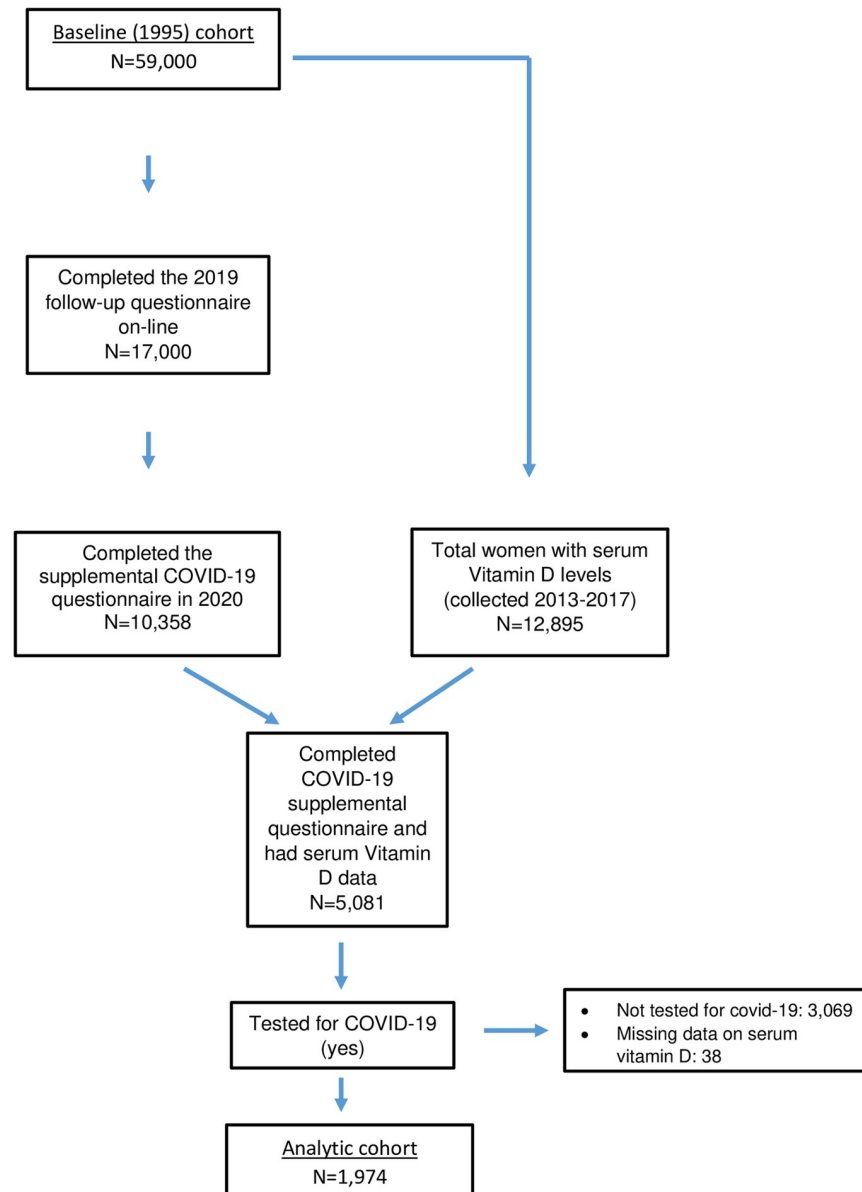 Baseline (1995) cohort
N=59,000
Completed the 2019
follow-up questionnaire
on-line
N=17,000
Completed the
supplemental COVID-19
questionnaire in 2020
N=10,358
Total women with serum
Vitamin D levels
(collected 2013-2017)
N=12,895
Completed
COVID-19
supplemental
questionnaire and
had serum Vitamin
D data
N=5,081
Tested for COVID-19
(yes)
• Not tested for covid-19: 3,069
• Missing data on serum
vitamin D: 38
Analytic cohort
N=1,974